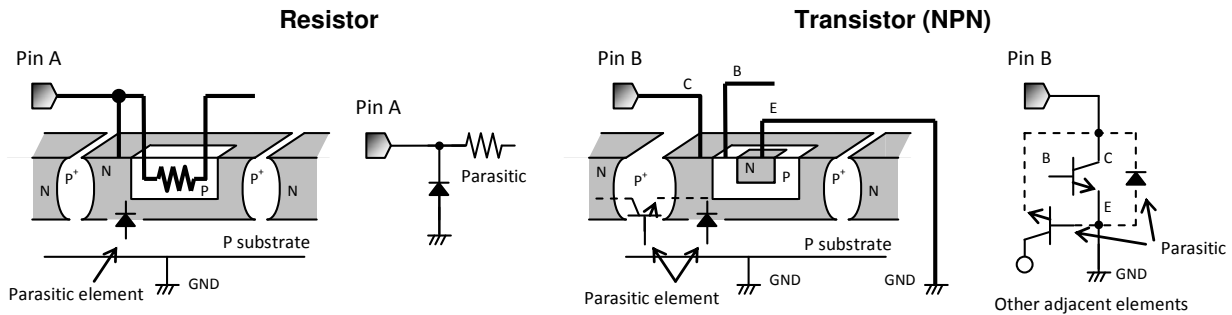 Resistor
Transistor (NPN)
Pin A
Pin A
N
P+
N
P
P+
N
Parasitic
P substrate
GND
Parasitic element
Pin B
C
B
E
N
P+
N
P
P+
N
P substrate
GND
Parasitic element
Pin B
B
C
E
Parasitic
GND
Other adjacent elements